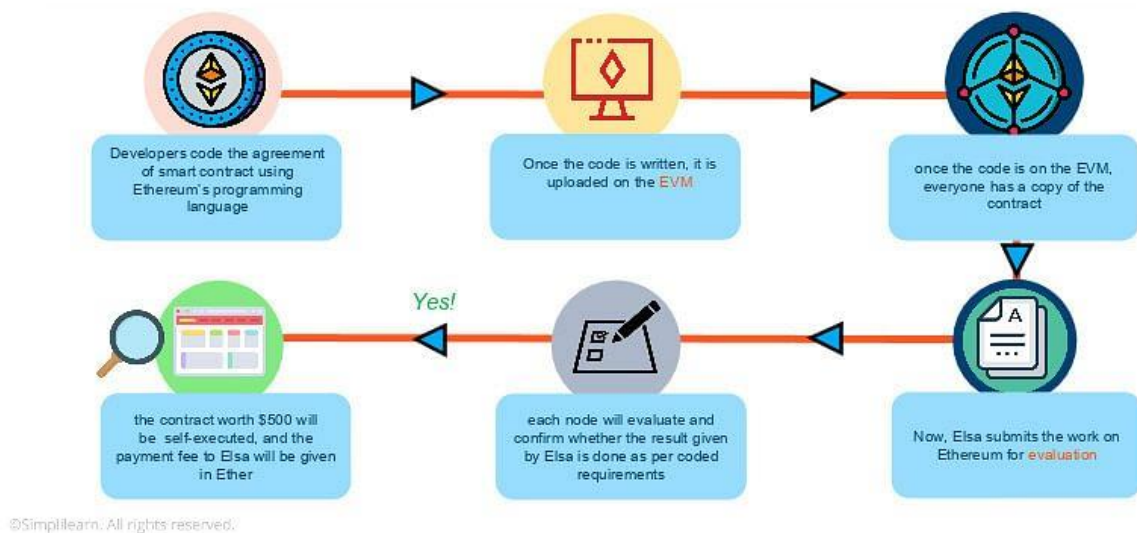 Developers code the agreement
of smart contract using
Ethereum's programming
language
Once the code is written, it is
uploaded on the EVM
once the code is on the EVM,
everyone has a copy of the
contract
Now, Elsa submits the work on
Ethereum for evaluation
A
each node will evaluate and
confirm whether the result given
by Elsa is done as per coded
requirements
Yes!
the contract worth $500 will
be self-executed, and the
payment fee to Elsa will be given
in Ether
©Simplilearn. All rights reserved.